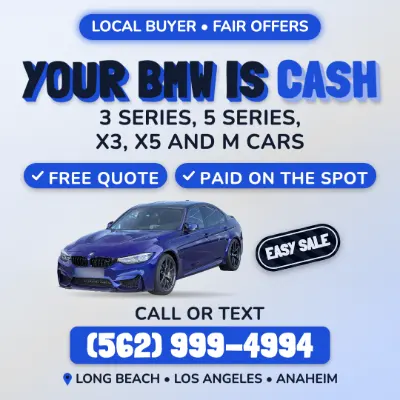 LOCAL BUYER • FAIR OFFERS
YOUR BMW IS CASH
3 SERIES, 5 SERIES,
X3, X5 AND M CARS
✓ FREE QUOTE ✓ PAID ON THE SPOT
EASY SALE
CALL OR TEXT
(562) 999-4994
LONG BEACH • LOS ANGELES • ANAHEIM